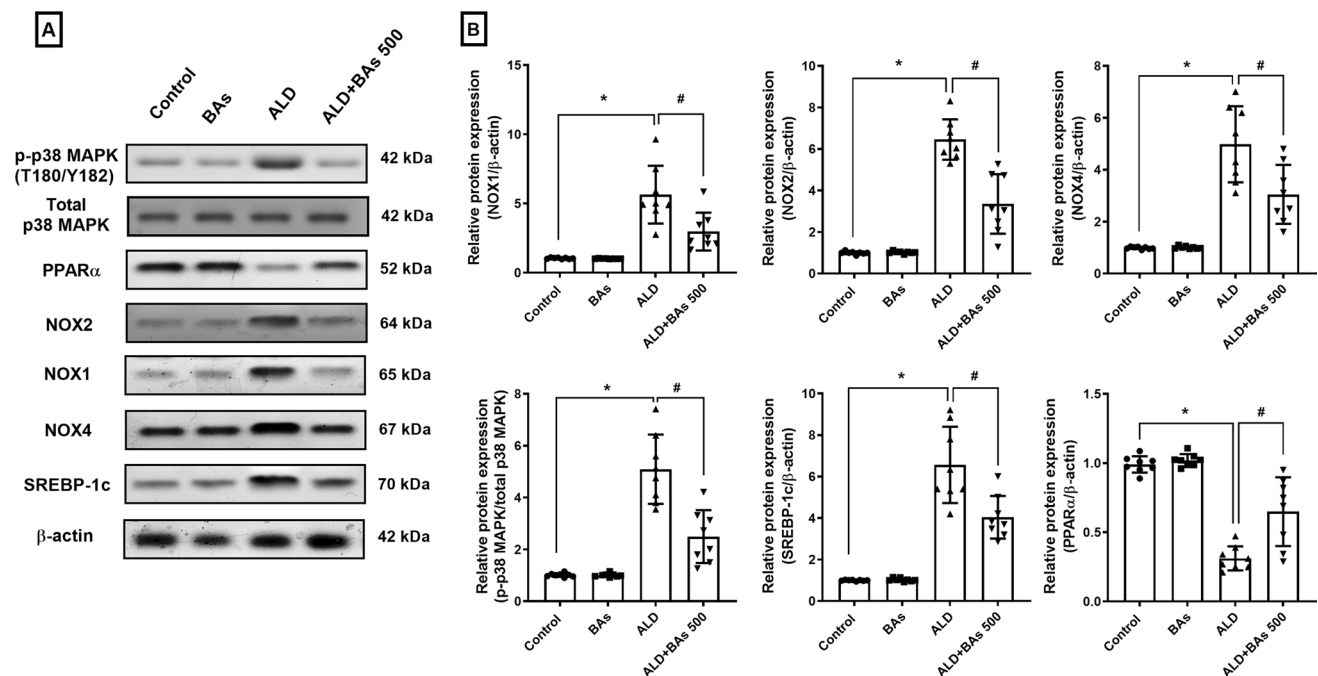 A
Control
BAs
ALD
ALD+BAs 500
p-p38 MAPK
(T180/Y182)
42 kDa
Total
p38 MAPK
42 kDa
PPARα
52 kDa
NOX2
64 kDa
NOX1
65 kDa
NOX4
67 kDa
SREBP-1c
70 kDa
β-actin
42 kDa
B
Relative protein expression
(NOX1/β-actin)
15
10
5
0
*
#
Control
BAs
ALD
ALD+BAs 500
Relative protein expression
(NOX2/β-actin)
10
8
6
4
2
0
*
#
Control
BAs
ALD
ALD+BAs 500
Relative protein expression
(NOX4/β-actin)
8
6
4
2
0
*
#
Control
BAs
ALD
ALD+BAs 500
Relative protein expression
(p-p38 MAPK/total p38 MAPK)
8
6
4
2
0
*
#
Control
BAs
ALD
ALD+BAs 500
Relative protein expression
(SREBP-1c/β-actin)
10
8
6
4
2
0
*
#
Control
BAs
ALD
ALD+BAs 500
Relative protein expression
(PPARα/β-actin)
1.5
1.0
0.5
0.0
*
#
Control
BAs
ALD
ALD+BAs 500